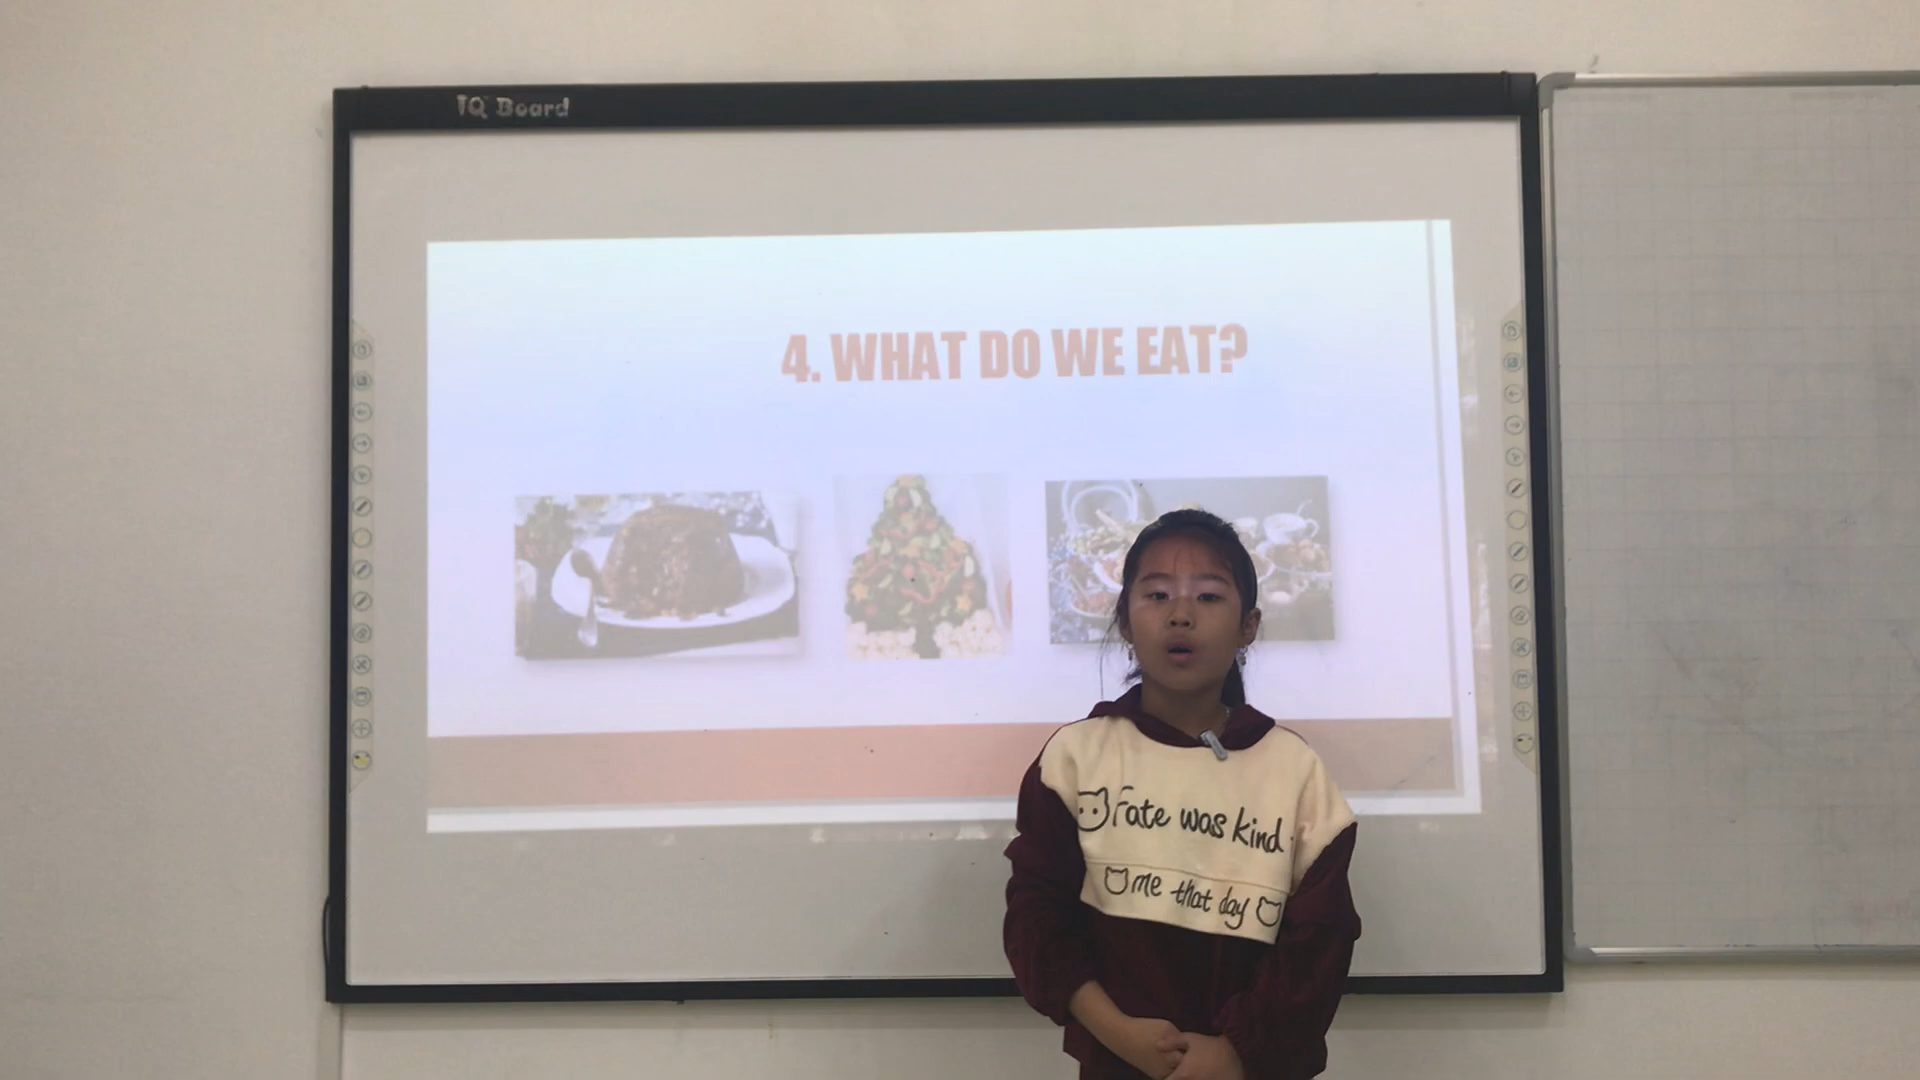 IQ Board
4. WHAT DO WE EAT?
Fate was kind
me that day